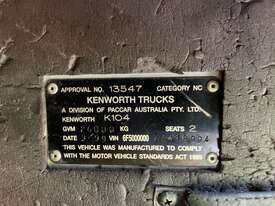 APPROVAL NO. 13547 CATEGORY NC
KENWORTH TRUCKS
A DIVISION OF PACCAR AUSTRALIA PTY. LTD.
KENWORTH K104
GVM KG SEATS 2
DATE VIN 6F5000000
THIS VEHICLE WAS MANUFACTURED TO COMPLY
WITH THE MOTOR VEHICLE STANDARDS ACT 1989